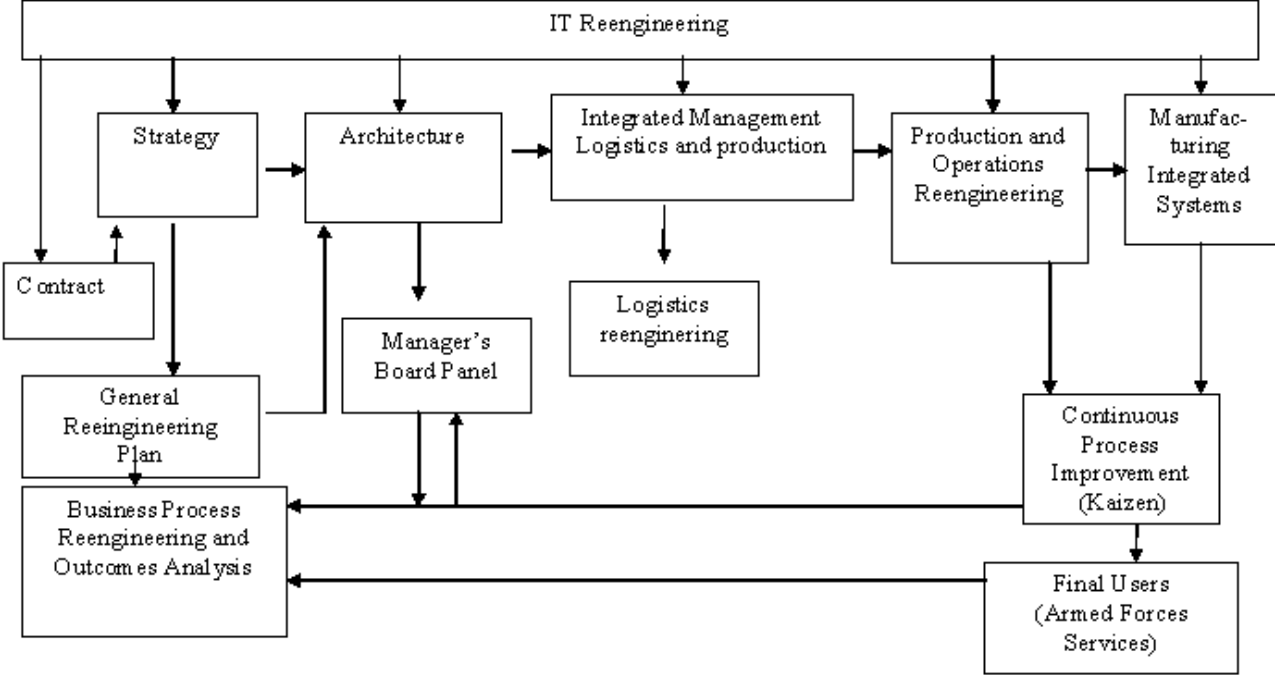 IT Reengineering
Strategy
Architecture
Integrated Management
Logistics and production
Production and
Operations
Reengineering
Manufac-
turing
Integrated
Systems
Contract
Logistics
reenginering
Manager's
Board Panel
General
Reeingineering
Plan
Continuous
Process
Improvement
(Kaizen)
Business Process
Reengineering and
Outcomes Analysis
Final Users
(Armed Forces
Services)